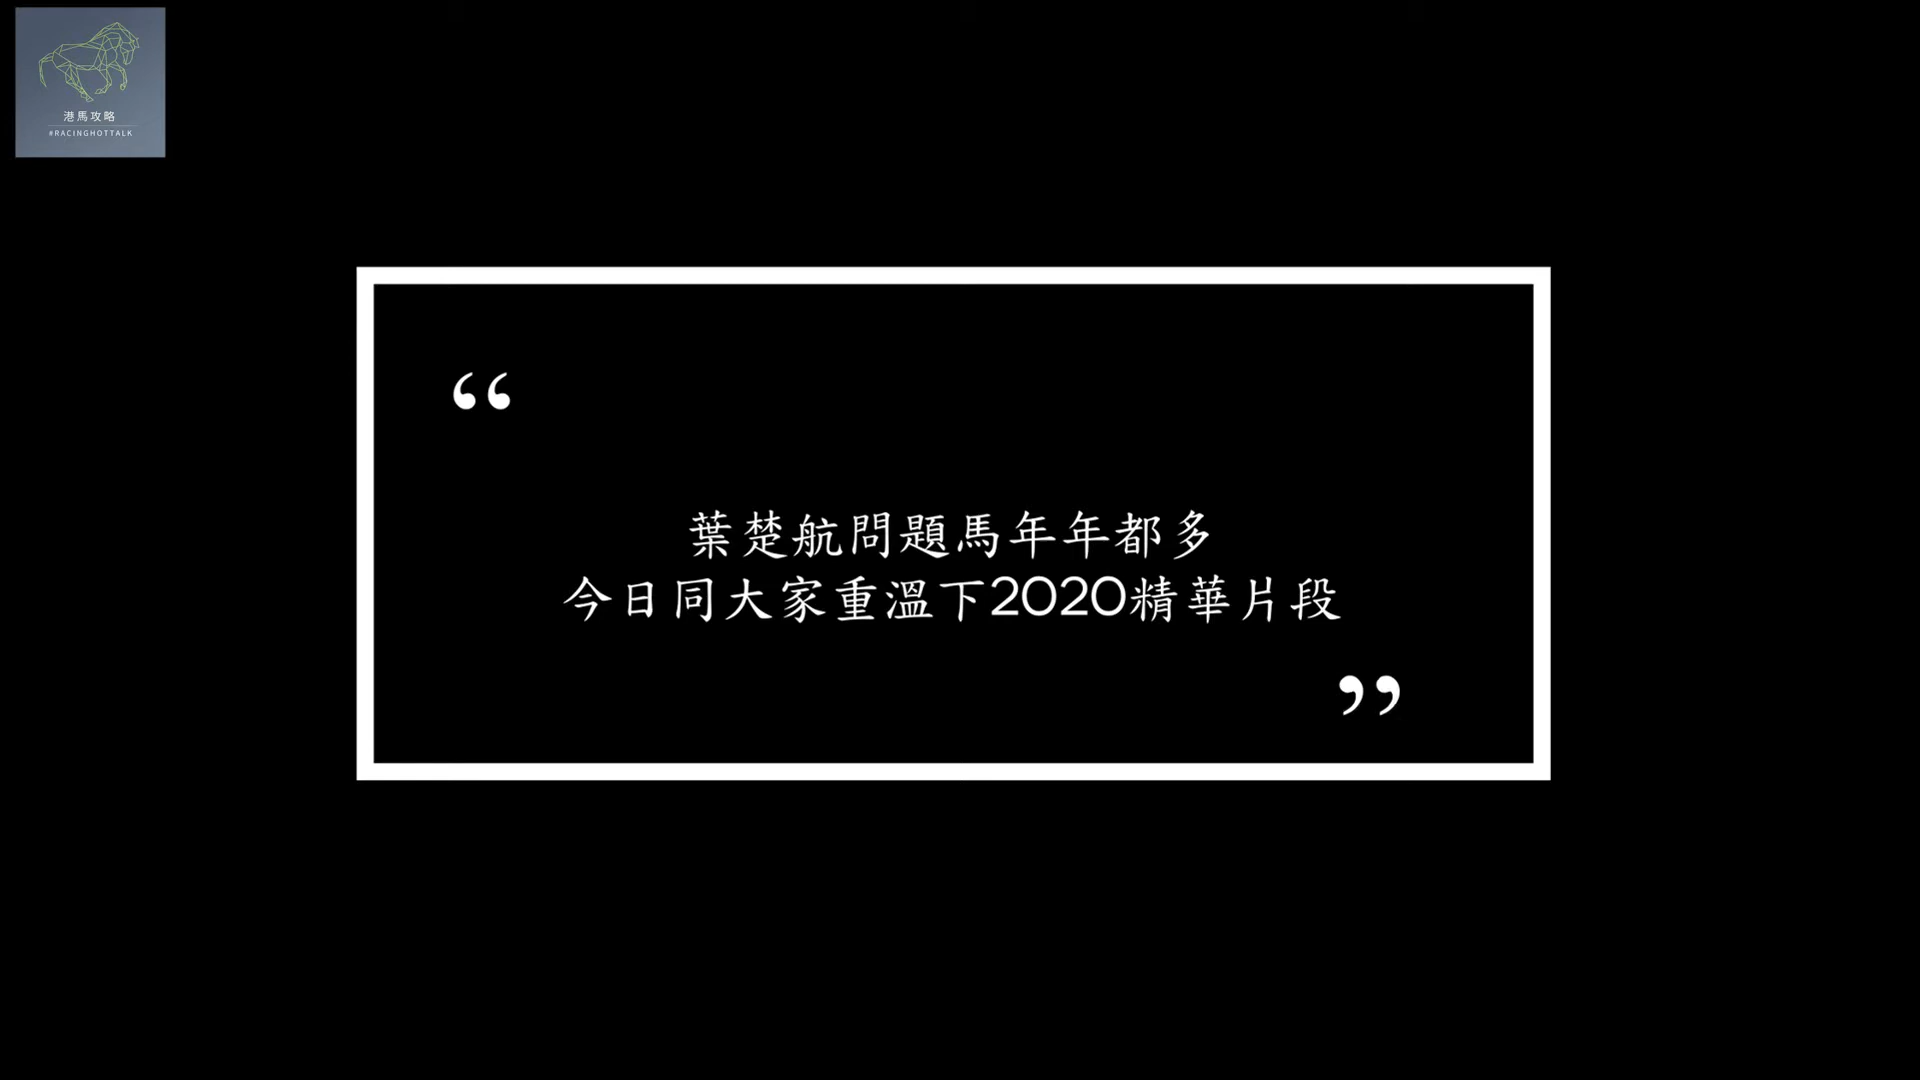 港馬攻略
#RACINGHOTTALK
“
葉楚航問題馬年年都多
今日同大家重溫下2020精華片段
”